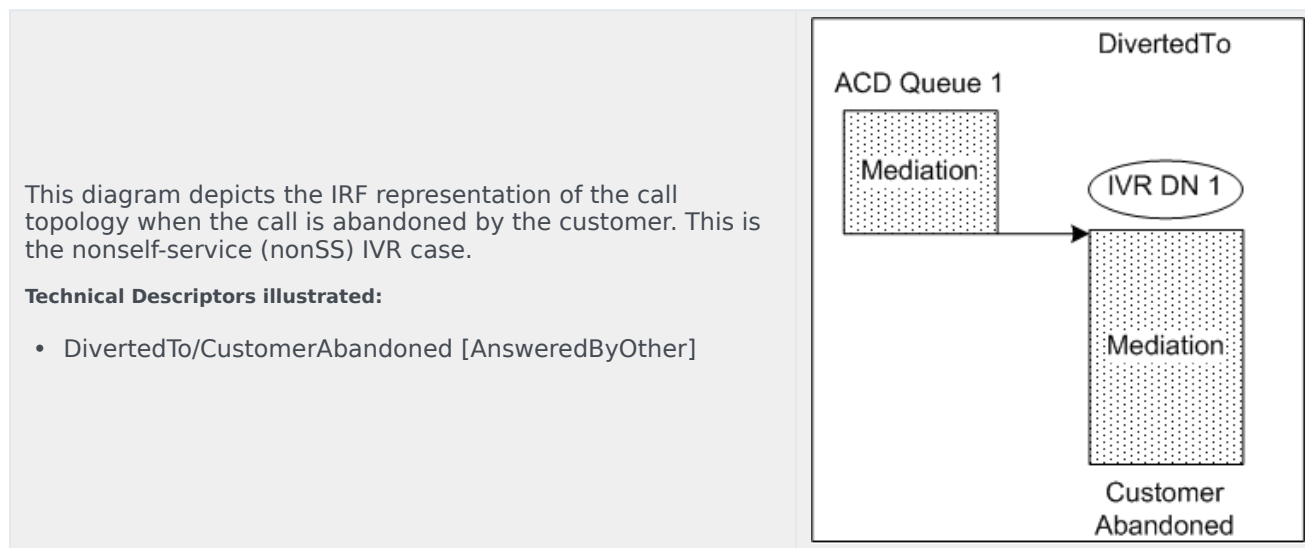 This diagram depicts the IRF representation of the call
topology when the call is abandoned by the customer. This is
the nonself-service (nonSS) IVR case.
Technical Descriptors illustrated:
• DivertedTo/CustomerAbandoned [AnsweredByOther]
DivertedTo
ACD Queue 1
Mediation
IVR DN 1
Mediation
Customer
Abandoned